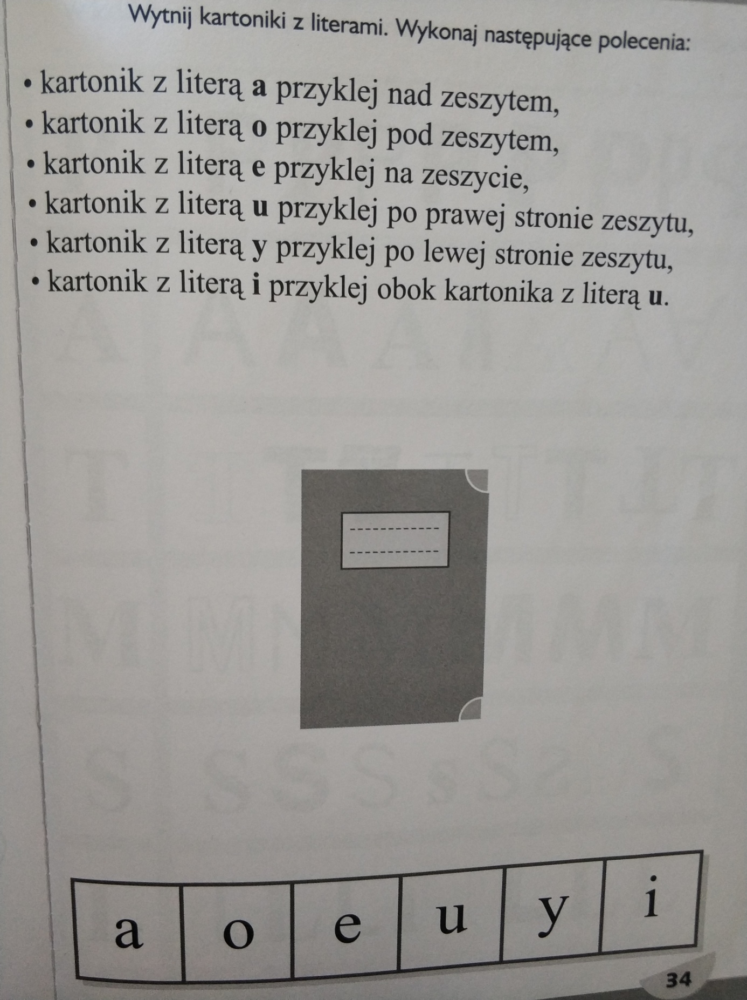 Wytnij kartoniki z literami. Wykonaj następujące polecenia:
• kartonik z literą a przyklej nad zeszytem,
• kartonik z literą o przyklej pod zeszytem,
• kartonik z literą e przyklej na zeszycie,
• kartonik z literą u przyklej po prawej stronie zeszytu,
• kartonik z literą y przyklej po lewej stronie zeszytu,
• kartonik z literą i przyklej obok kartonika z literą u.
a o e u y i
34